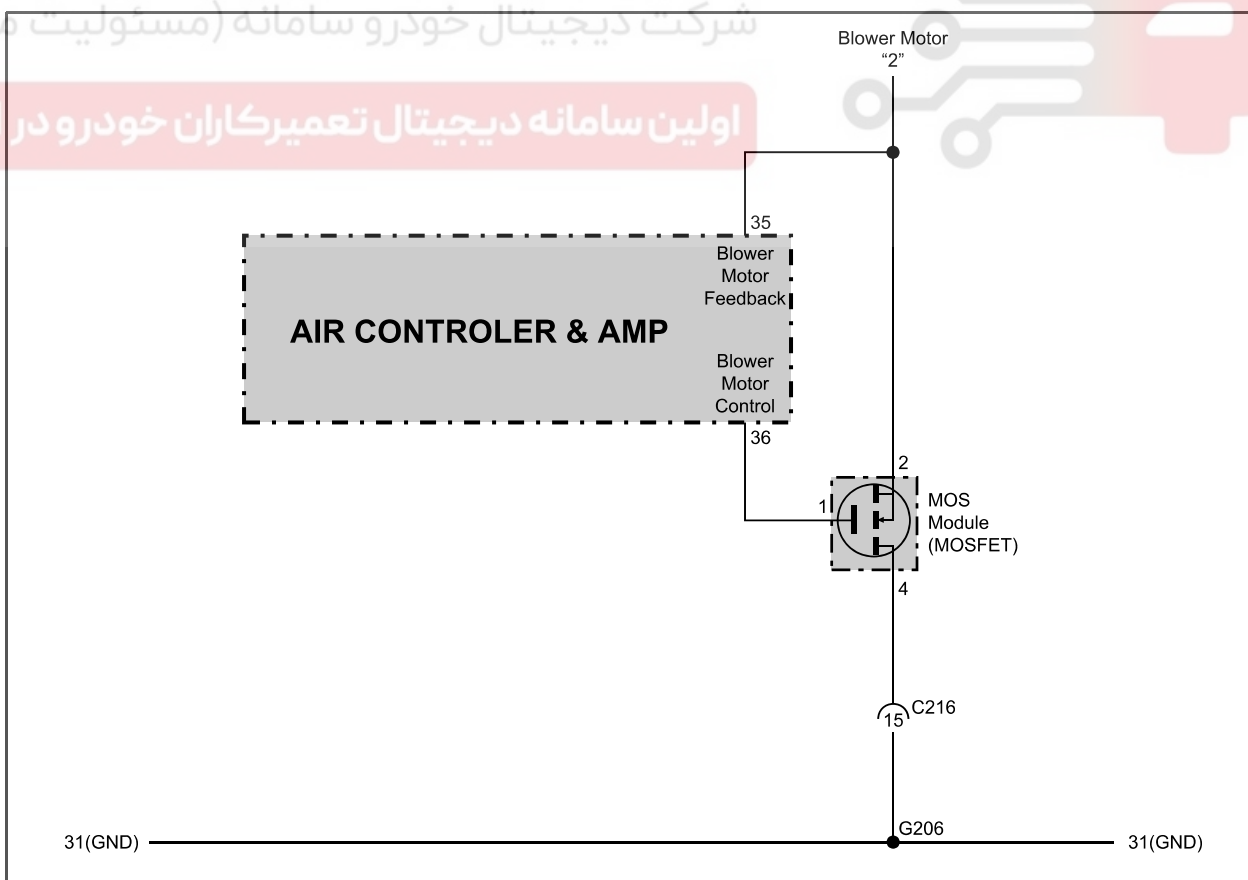 شرکت دیجیتال خودرو سامانه (مسئولیت
اولین سامانه دیجیتال تعمیرکاران خودرو در
Blower Motor
“2”
35
Blower
Motor
Feedback
AIR CONTROLER & AMP
Blower
Motor
Control
36
2
1
MOS
Module
(MOSFET)
4
C216
15
G206
31(GND)
31(GND)